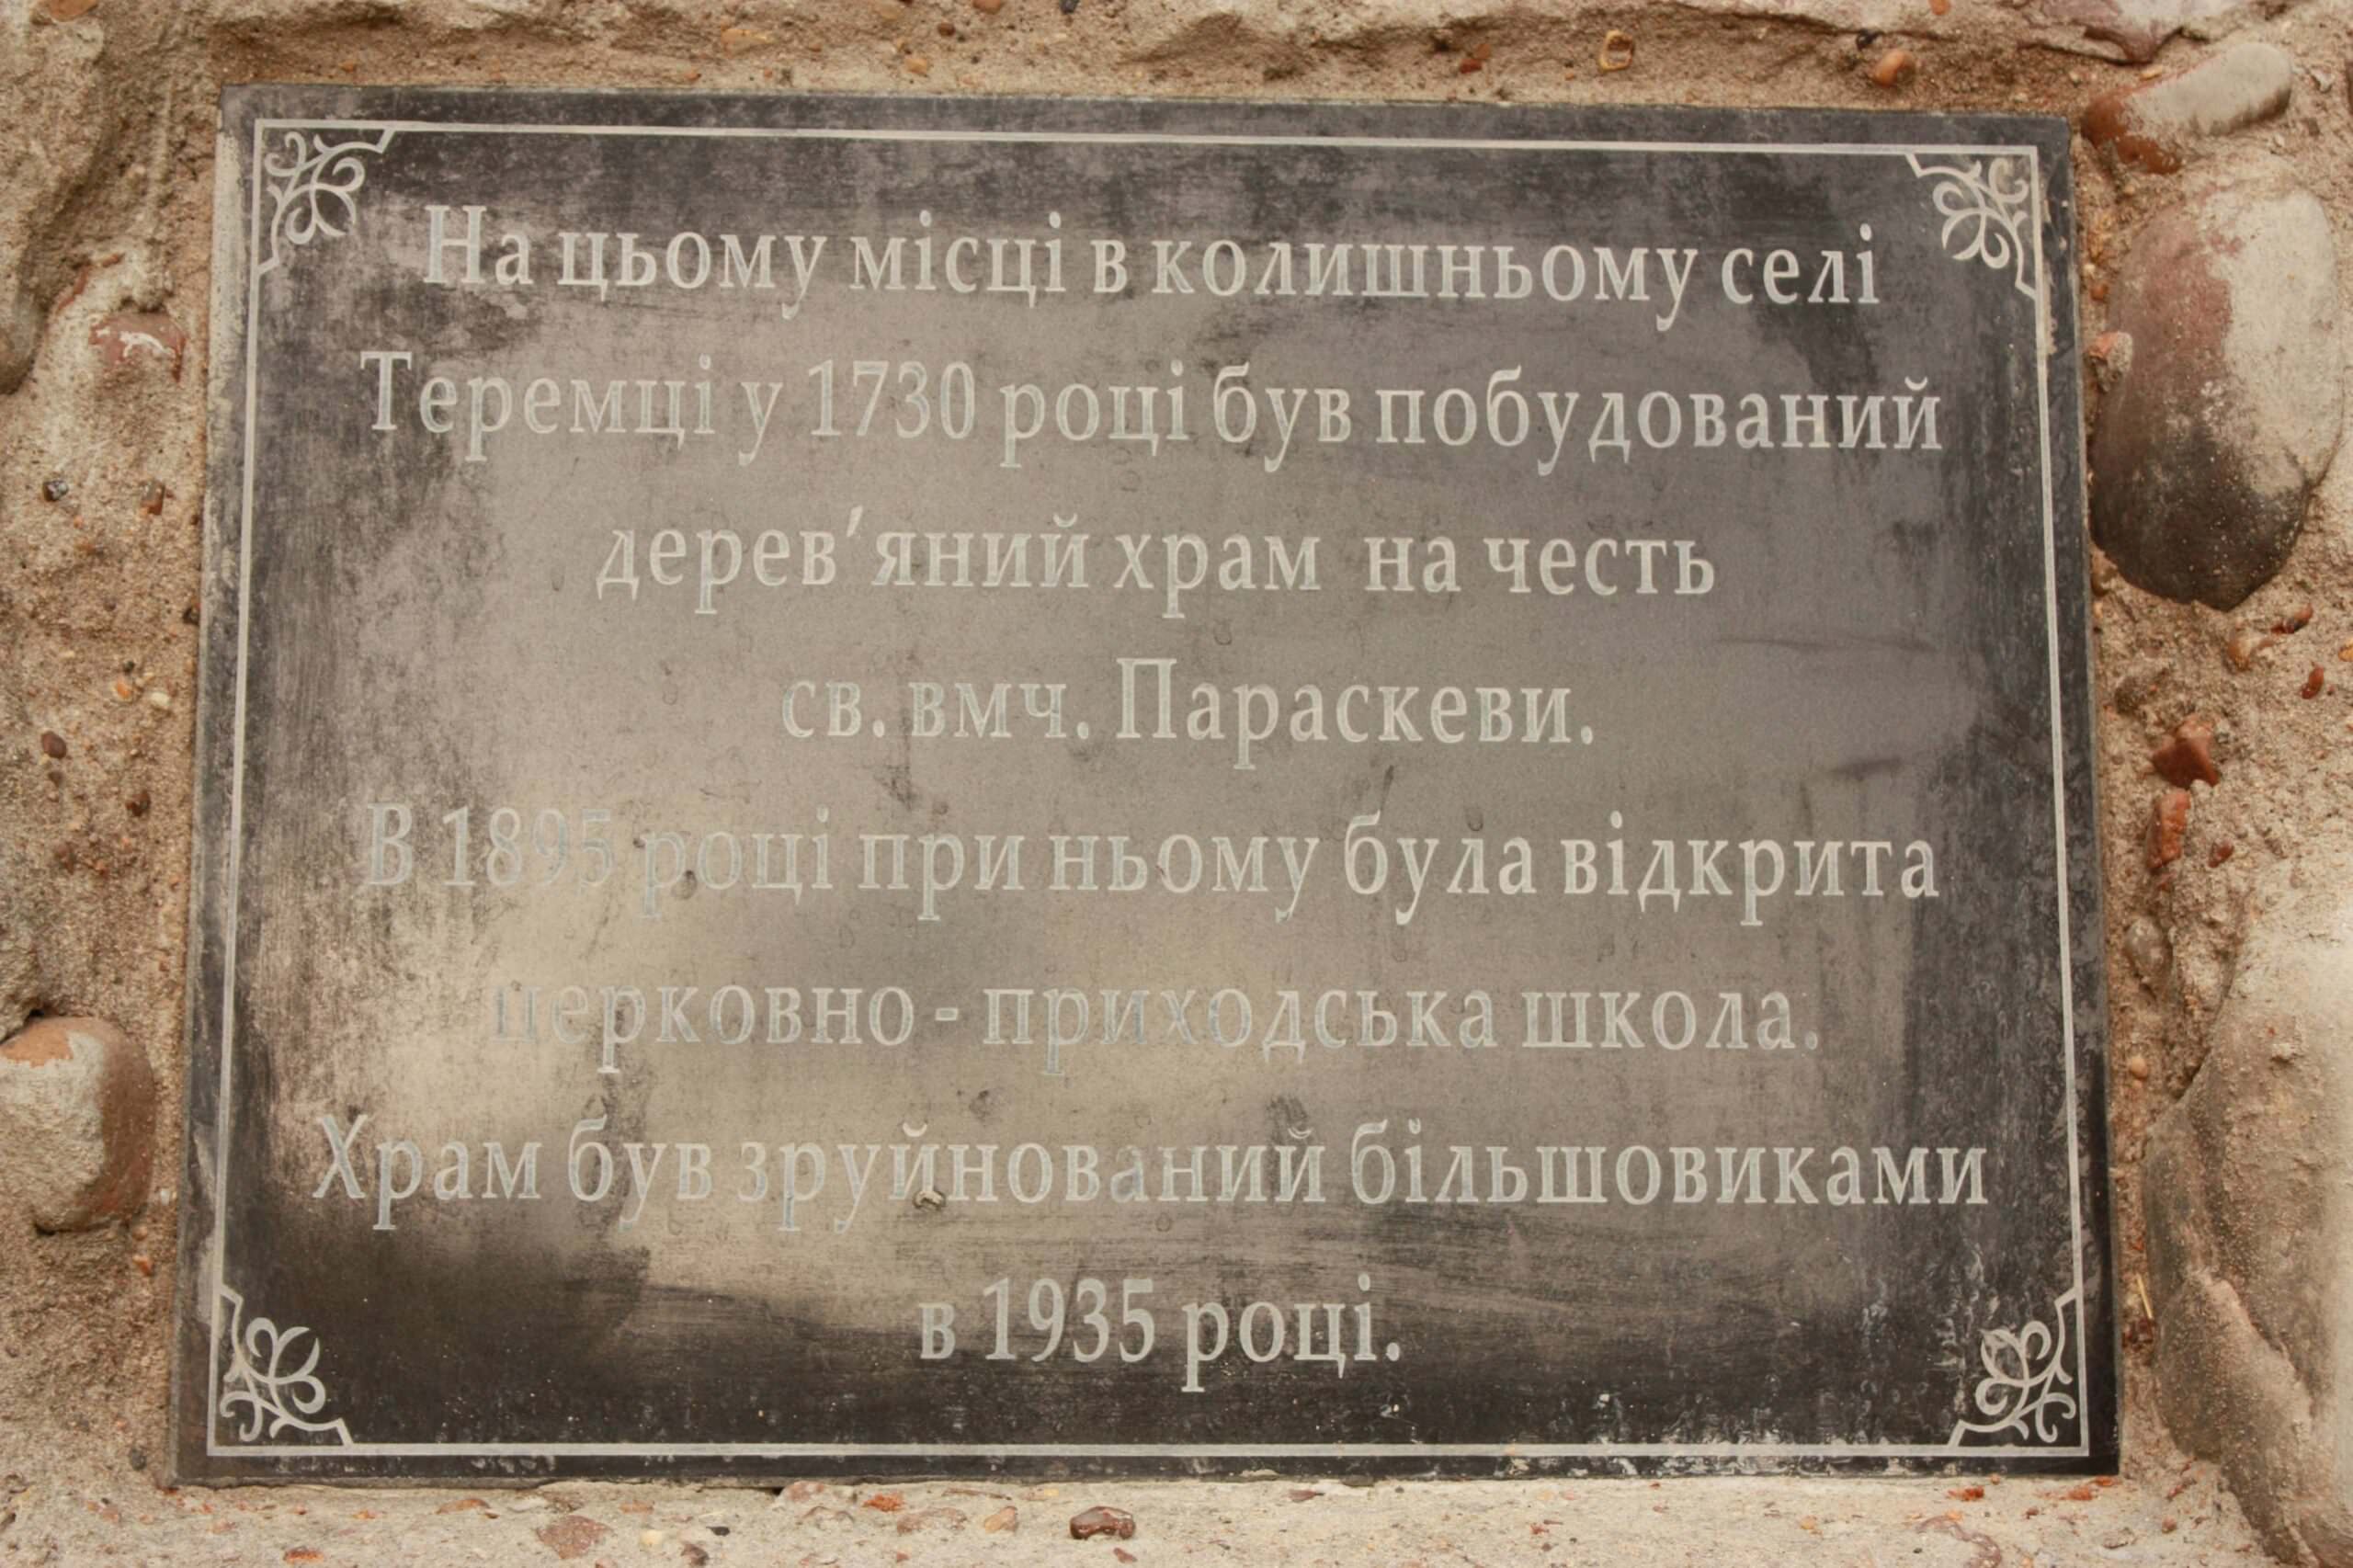 На цьому місці в колишньому селі
Теремці у 1730 році був побудований
дерев'яний храм на честь
св. вмч. Параскеви.
В 1895 році при ньому була відкрита
церковно - приходська школа.
Храм був зруйнований більшовиками
в 1935 році.